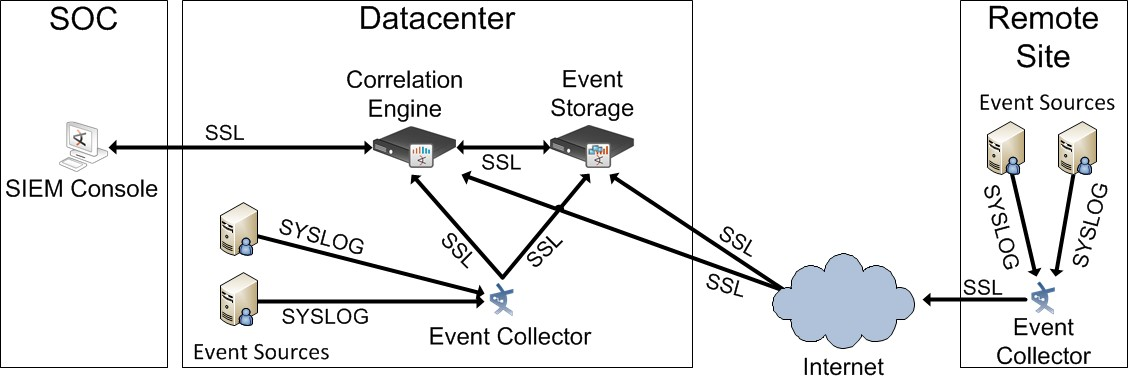 SOC
Datacenter
Remote
Site
Correlation
Engine
Event
Storage
Event Sources
SSL
SSL
SIEM Console
SYSLOG
SYSLOG
SYSLOG
SSL
SSL
SSL
SSL
SSL
SYSLOG
Event Collector
Event Sources
Internet
Event
Collector